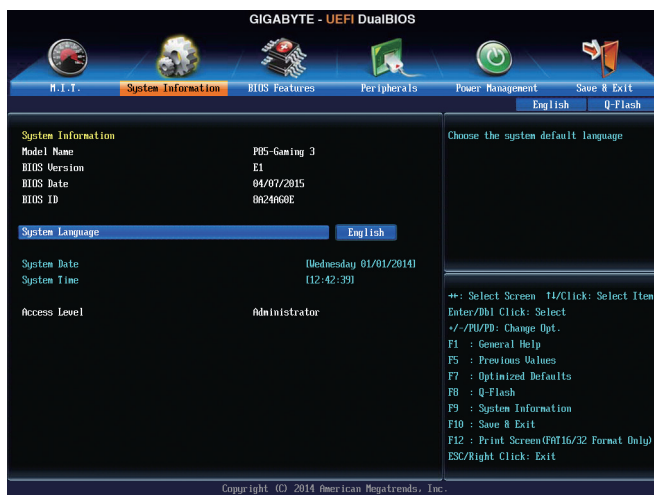 GIGABYTE - UEFI DualBIOS
M.I.T.
System Information
BIOS Features
Peripherals
Power Management
Save & Exit
English
Q-Flash
System Information
Model Name P85-Gaming 3
BIOS Version E1
BIOS Date 04/07/2015
BIOS ID 8A24AG0E
System Language English
System Date [Wednesday 01/01/2014]
System Time [12:42:39]
Access Level Administrator
Choose the system default language
→←: Select Screen ↑↓/Click: Select Item
Enter/Dbl Click: Select
+/-/PU/PD: Change Opt.
F1 : General Help
F5 : Previous Values
F7 : Optimized Defaults
F8 : Q-Flash
F9 : System Information
F10 : Save & Exit
F12 : Print Screen(FAT16/32 Format Only)
ESC/Right Click: Exit
Copyright (C) 2014 American Megatrends, Inc.